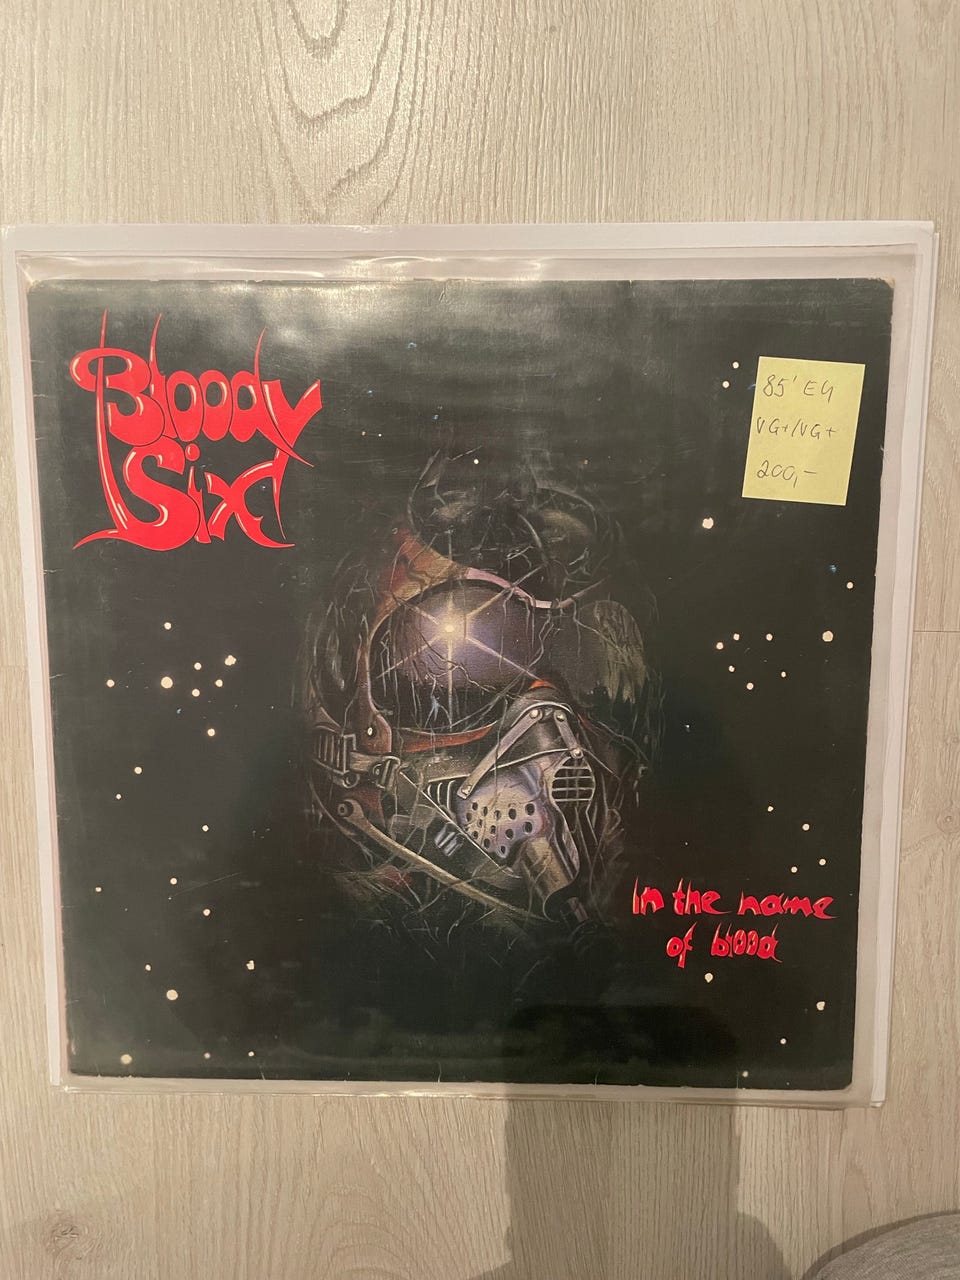 Bloody
Six
85' EU
VG+/VG+
200,-
In the name
of blood